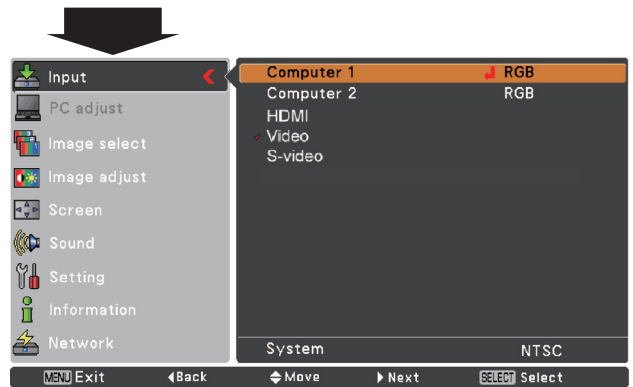 Input
PC adjust
Image select
Image adjust
Screen
Sound
Setting
Information
Network
Computer 1 RGB
Computer 2 RGB
HDMI
Video
S-video
System NTSC
MENU Exit Back Move Next SELECT Select